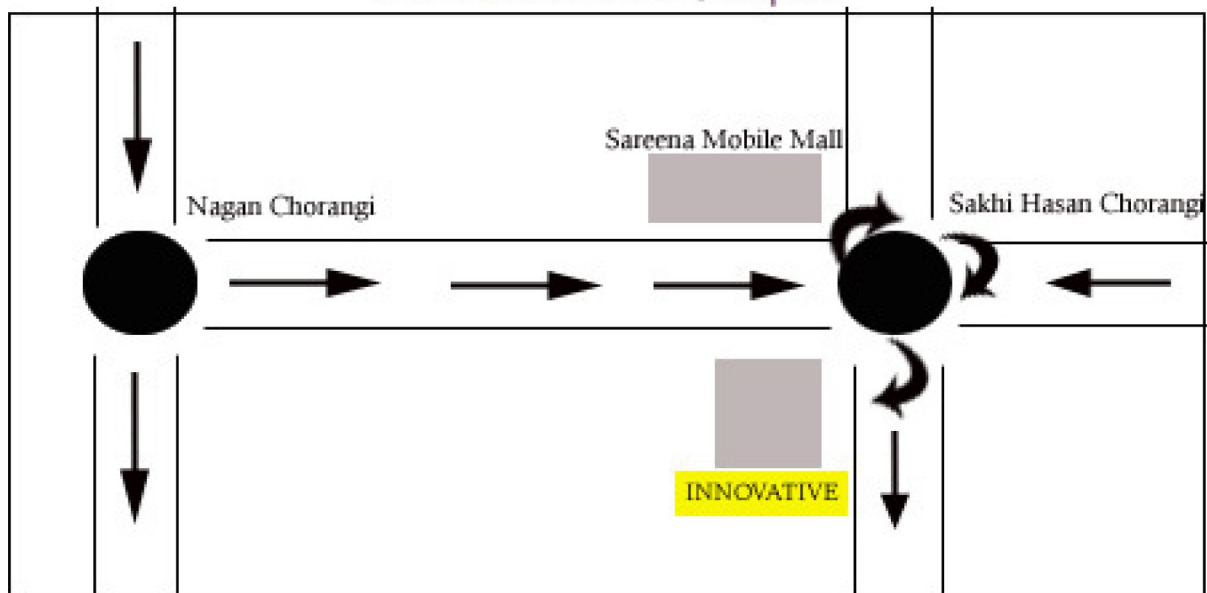 Sareena Mobile Mall
Nagan Chorangi
Sakhi Hasan Chorangi
INNOVATIVE